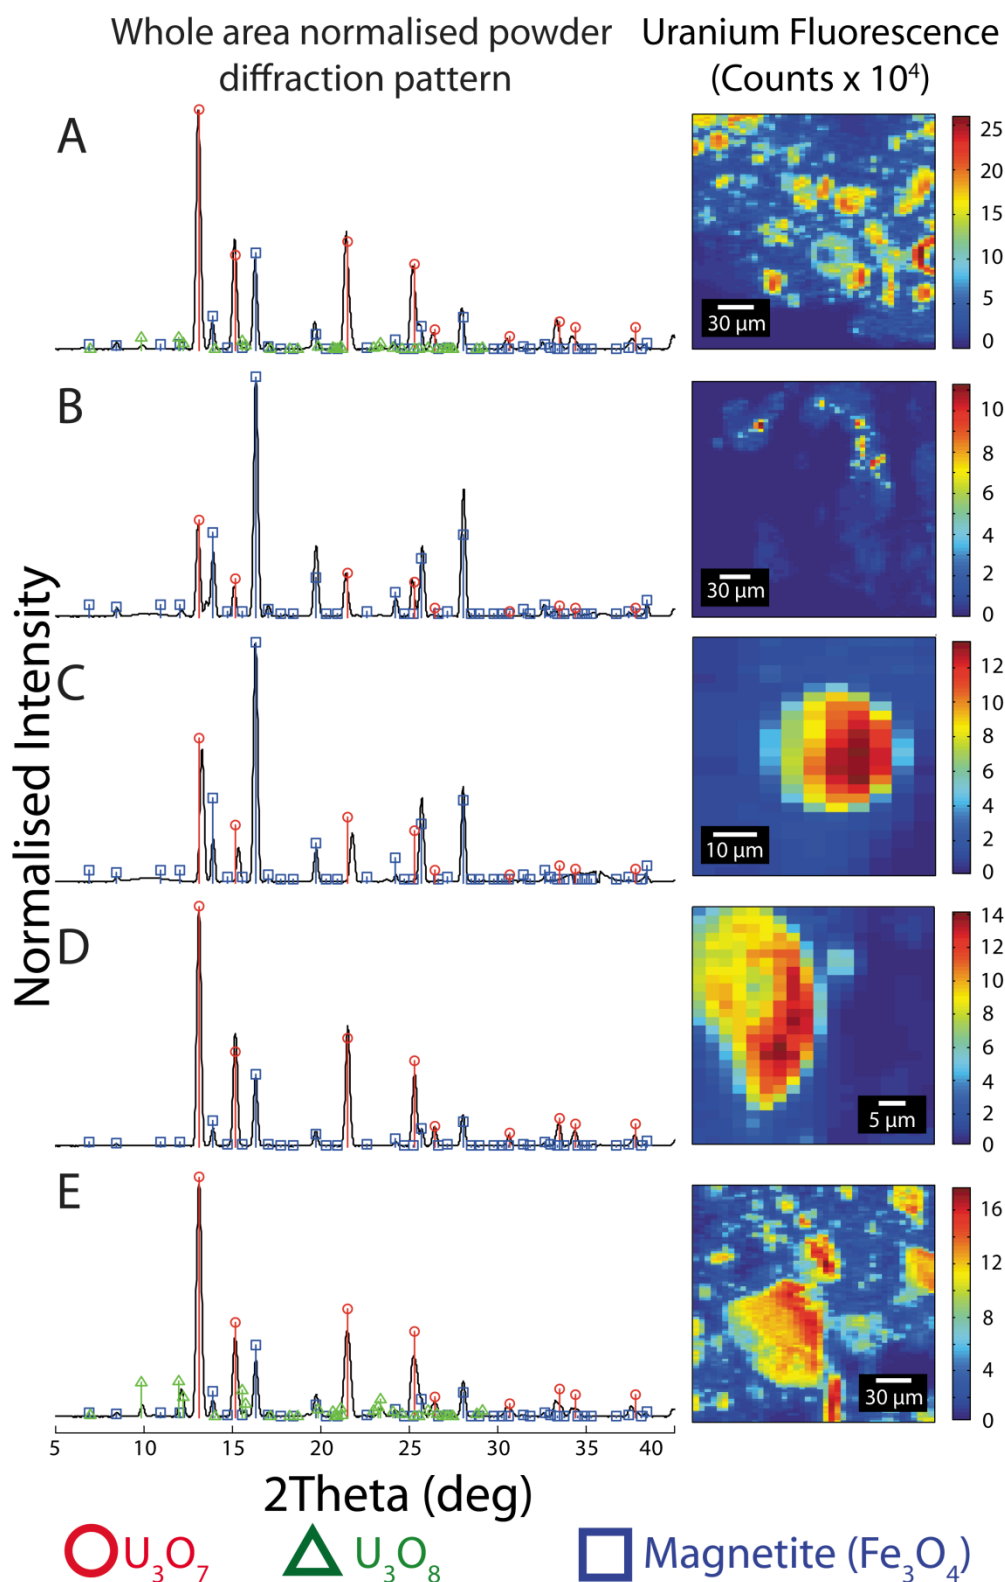 Whole area normalised powder
diffraction pattern
Uranium Fluorescence
(Counts x 10⁴)
Normalised Intensity
A
30 µm
25
20
15
10
5
0
B
30 µm
10
8
6
4
2
0
C
10 µm
12
10
8
6
4
2
0
D
5 µm
14
12
10
8
6
4
2
0
E
30 µm
16
12
8
4
0
5 10 15 20 25 30 35 40
2Theta (deg)
U₃O₇ U₃O₈ Magnetite (Fe₃O₄)